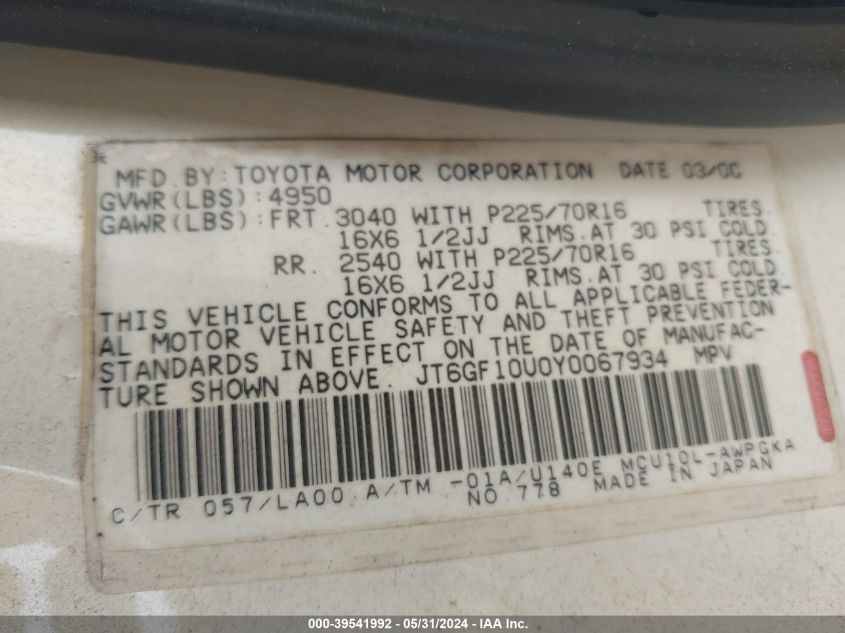 MFD. BY: TOYOTA MOTOR CORPORATION DATE 03/00
GVWR(LBS): 4950
GAWR(LBS): FRT. 3040 WITH P225/70R16 TIRES.
16X6 1/2JJ RIMS. AT 30 PSI COLD
RR. 2540 WITH P225/70R16 TIRES.
16X6 1/2JJ RIMS. AT 30 PSI COLD
THIS VEHICLE CONFORMS TO ALL APPLICABLE FEDER-
AL MOTOR VEHICLE SAFETY AND THEFT PREVENTION
STANDARDS IN EFFECT ON THE DATE OF MANUFAC-
TURE SHOWN ABOVE. JT6GF10U0Y0067934 MPV
C/TR 057/LA00 A/TM -01A/U140E MCU10L-AWPGKA
NO.778 MADE IN JAPAN
000-39541992 - 05/31/2024 - IAA Inc.